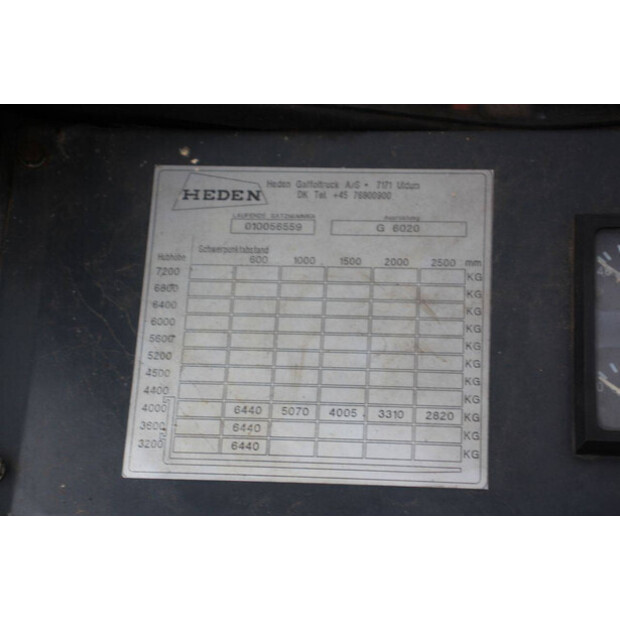 HEDEN
Heden Gaffeltruck A/S • 7171 Uldum
DK Tel. +45 76900900
010056559 G 6020
Schwerpunktabstand
Hubhöhe 600 1000 1500 2000 2500 mm
7200 KG
6800 KG
6400 KG
6000 KG
5600 KG
5200 KG
4500 KG
4400 KG
4000 6440 5070 4005 3310 2820 KG
3600 6440 KG
3200 6440 KG